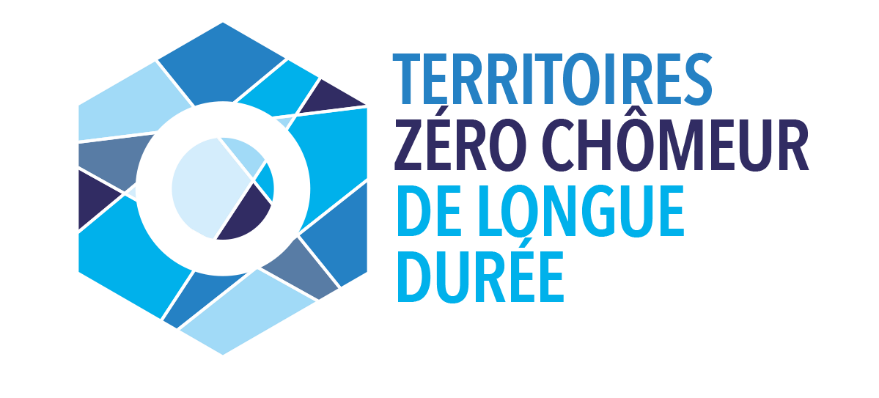 TERRITOIRES
ZÉRO CHÔMEUR
DE LONGUE
DURÉE